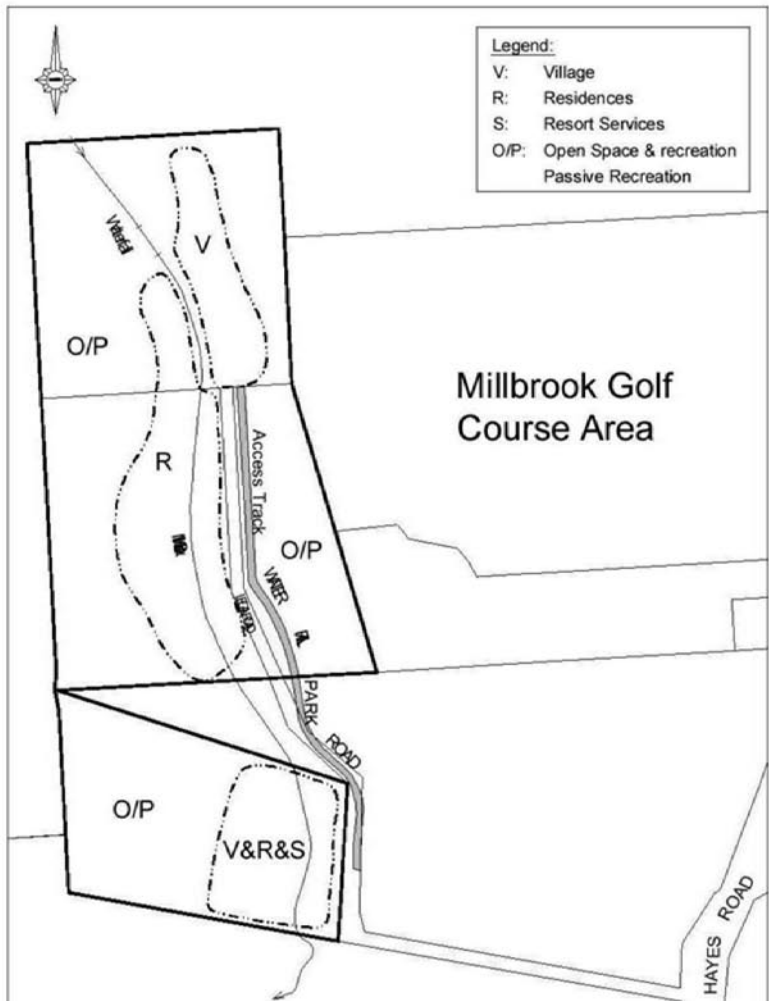 Legend:
V: Village
R: Residences
S: Resort Services
O/P: Open Space & recreation
Passive Recreation
V
O/P
Millbrook Golf
Course Area
R
Access Track
O/P
WATER
PARK
ROAD
O/P
V&R&S
HAYES ROAD